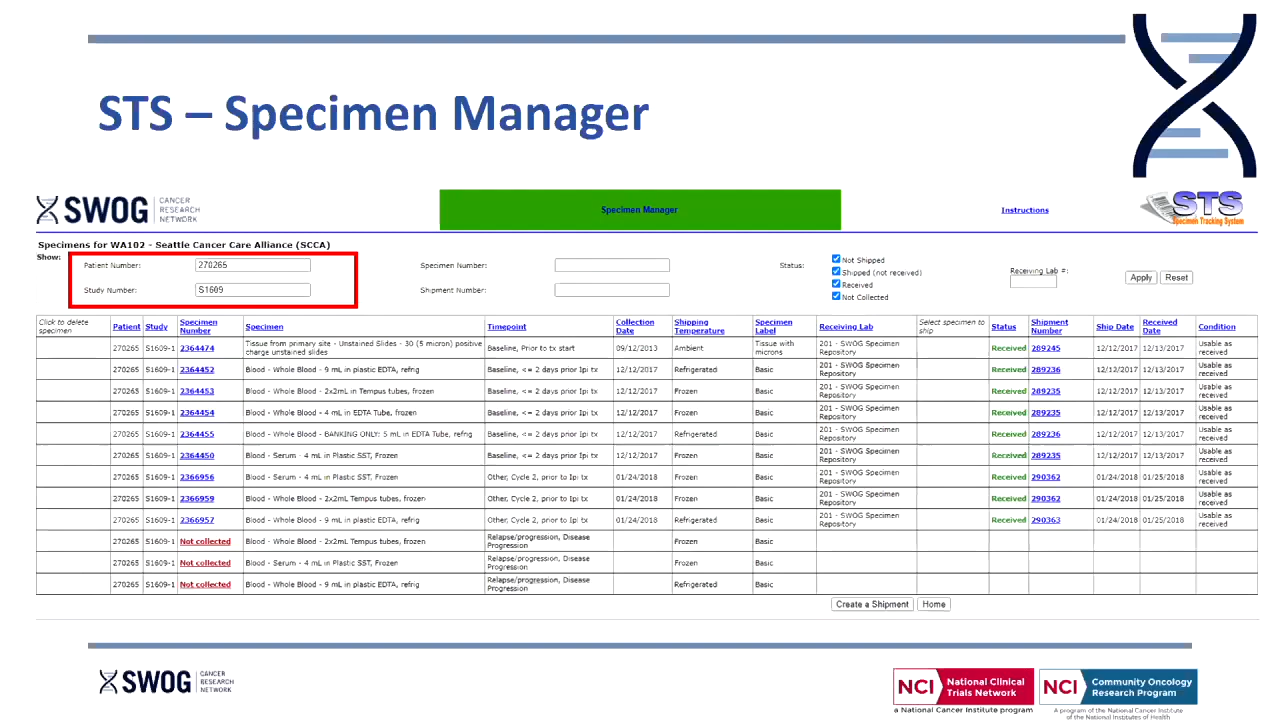 STS – Specimen Manager
SWOG CANCER RESEARCH NETWORK
Specimen Manager
Instructions
STS
Specimen Tracking System
Specimens for WA102 - Seattle Cancer Care Alliance (SCCA)
Show:
Patient Number: 270265
Specimen Number:
Status:
Not Shipped
Shipped (not received)
Received
Not Collected
Receiving Lab #:
Apply Reset
Study Number: S1609
Shipment Number:
Click to delete specimen Patient Study Specimen Number Specimen Timepoint Collection Date Shipping Temperature Specimen Label Receiving Lab Select specimen to ship Status Shipment Number Ship Date Received Date Condition
270265 S1609-1 2364474 Tissue from primary site - Unstained Slides - 30 (5 micron) positive charge unstained slides Baseline, Prior to tx start 09/12/2013 Ambient Tissue with microns 201 - SWOG Specimen Repository Received 289245 12/12/2017 12/13/2017 Usable as received
270265 S1609-1 2364452 Blood - Whole Blood - 9 mL in plastic EDTA, refrig Baseline, <= 2 days prior Ipi tx 12/12/2017 Refrigerated Basic 201 - SWOG Specimen Repository Received 289236 12/12/2017 12/13/2017 Usable as received
270265 S1609-1 2364453 Blood - Whole Blood - 2x2mL in Tempus tubes, frozen Baseline, <= 2 days prior Ipi tx 12/12/2017 Frozen Basic 201 - SWOG Specimen Repository Received 289235 12/12/2017 12/13/2017 Usable as received
270265 S1609-1 2364454 Blood - Whole Blood - 4 mL in EDTA Tube, frozen Baseline, <= 2 days prior Ipi tx 12/12/2017 Frozen Basic 201 - SWOG Specimen Repository Received 289235 12/12/2017 12/13/2017 Usable as received
270265 S1609-1 2364455 Blood - Whole Blood - BANKING ONLY: 5 mL in EDTA Tube, refrig Baseline, <= 2 days prior Ipi tx 12/12/2017 Refrigerated Basic 201 - SWOG Specimen Repository Received 289236 12/12/2017 12/13/2017 Usable as received
270265 S1609-1 2364450 Blood - Serum - 4 mL in Plastic SST, Frozen Baseline, <= 2 days prior Ipi tx 12/12/2017 Frozen Basic 201 - SWOG Specimen Repository Received 289235 12/12/2017 12/13/2017 Usable as received
270265 S1609-1 2366956 Blood - Serum - 4 mL in Plastic SST, Frozen Other, Cycle 2, prior to Ipi tx 01/24/2018 Frozen Basic 201 - SWOG Specimen Repository Received 290362 01/24/2018 01/25/2018 Usable as received
270265 S1609-1 2366959 Blood - Whole Blood - 2x2mL Tempus tubes, frozen Other, Cycle 2, prior to Ipi tx 01/24/2018 Frozen Basic 201 - SWOG Specimen Repository Received 290362 01/24/2018 01/25/2018 Usable as received
270265 S1609-1 2366957 Blood - Whole Blood - 9 mL in plastic EDTA, refrig Other, Cycle 2, prior to Ipi tx 01/24/2018 Refrigerated Basic 201 - SWOG Specimen Repository Received 290363 01/24/2018 01/25/2018 Usable as received
270265 S1609-1 Not collected Blood - Whole Blood - 2x2mL Tempus tubes, frozen Relapse/progression, Disease Progression Frozen Basic
270265 S1609-1 Not collected Blood - Serum - 4 mL in Plastic SST, Frozen Relapse/progression, Disease Progression Frozen Basic
270265 S1609-1 Not collected Blood - Whole Blood - 9 mL in plastic EDTA, refrig Relapse/progression, Disease Progression Refrigerated Basic
Create a Shipment Home
SWOG CANCER RESEARCH NETWORK
NCI National Clinical Trials Network
a National Cancer Institute program
NCI Community Oncology Research Program
A program of the National Cancer Institute
of the National Institutes of Health